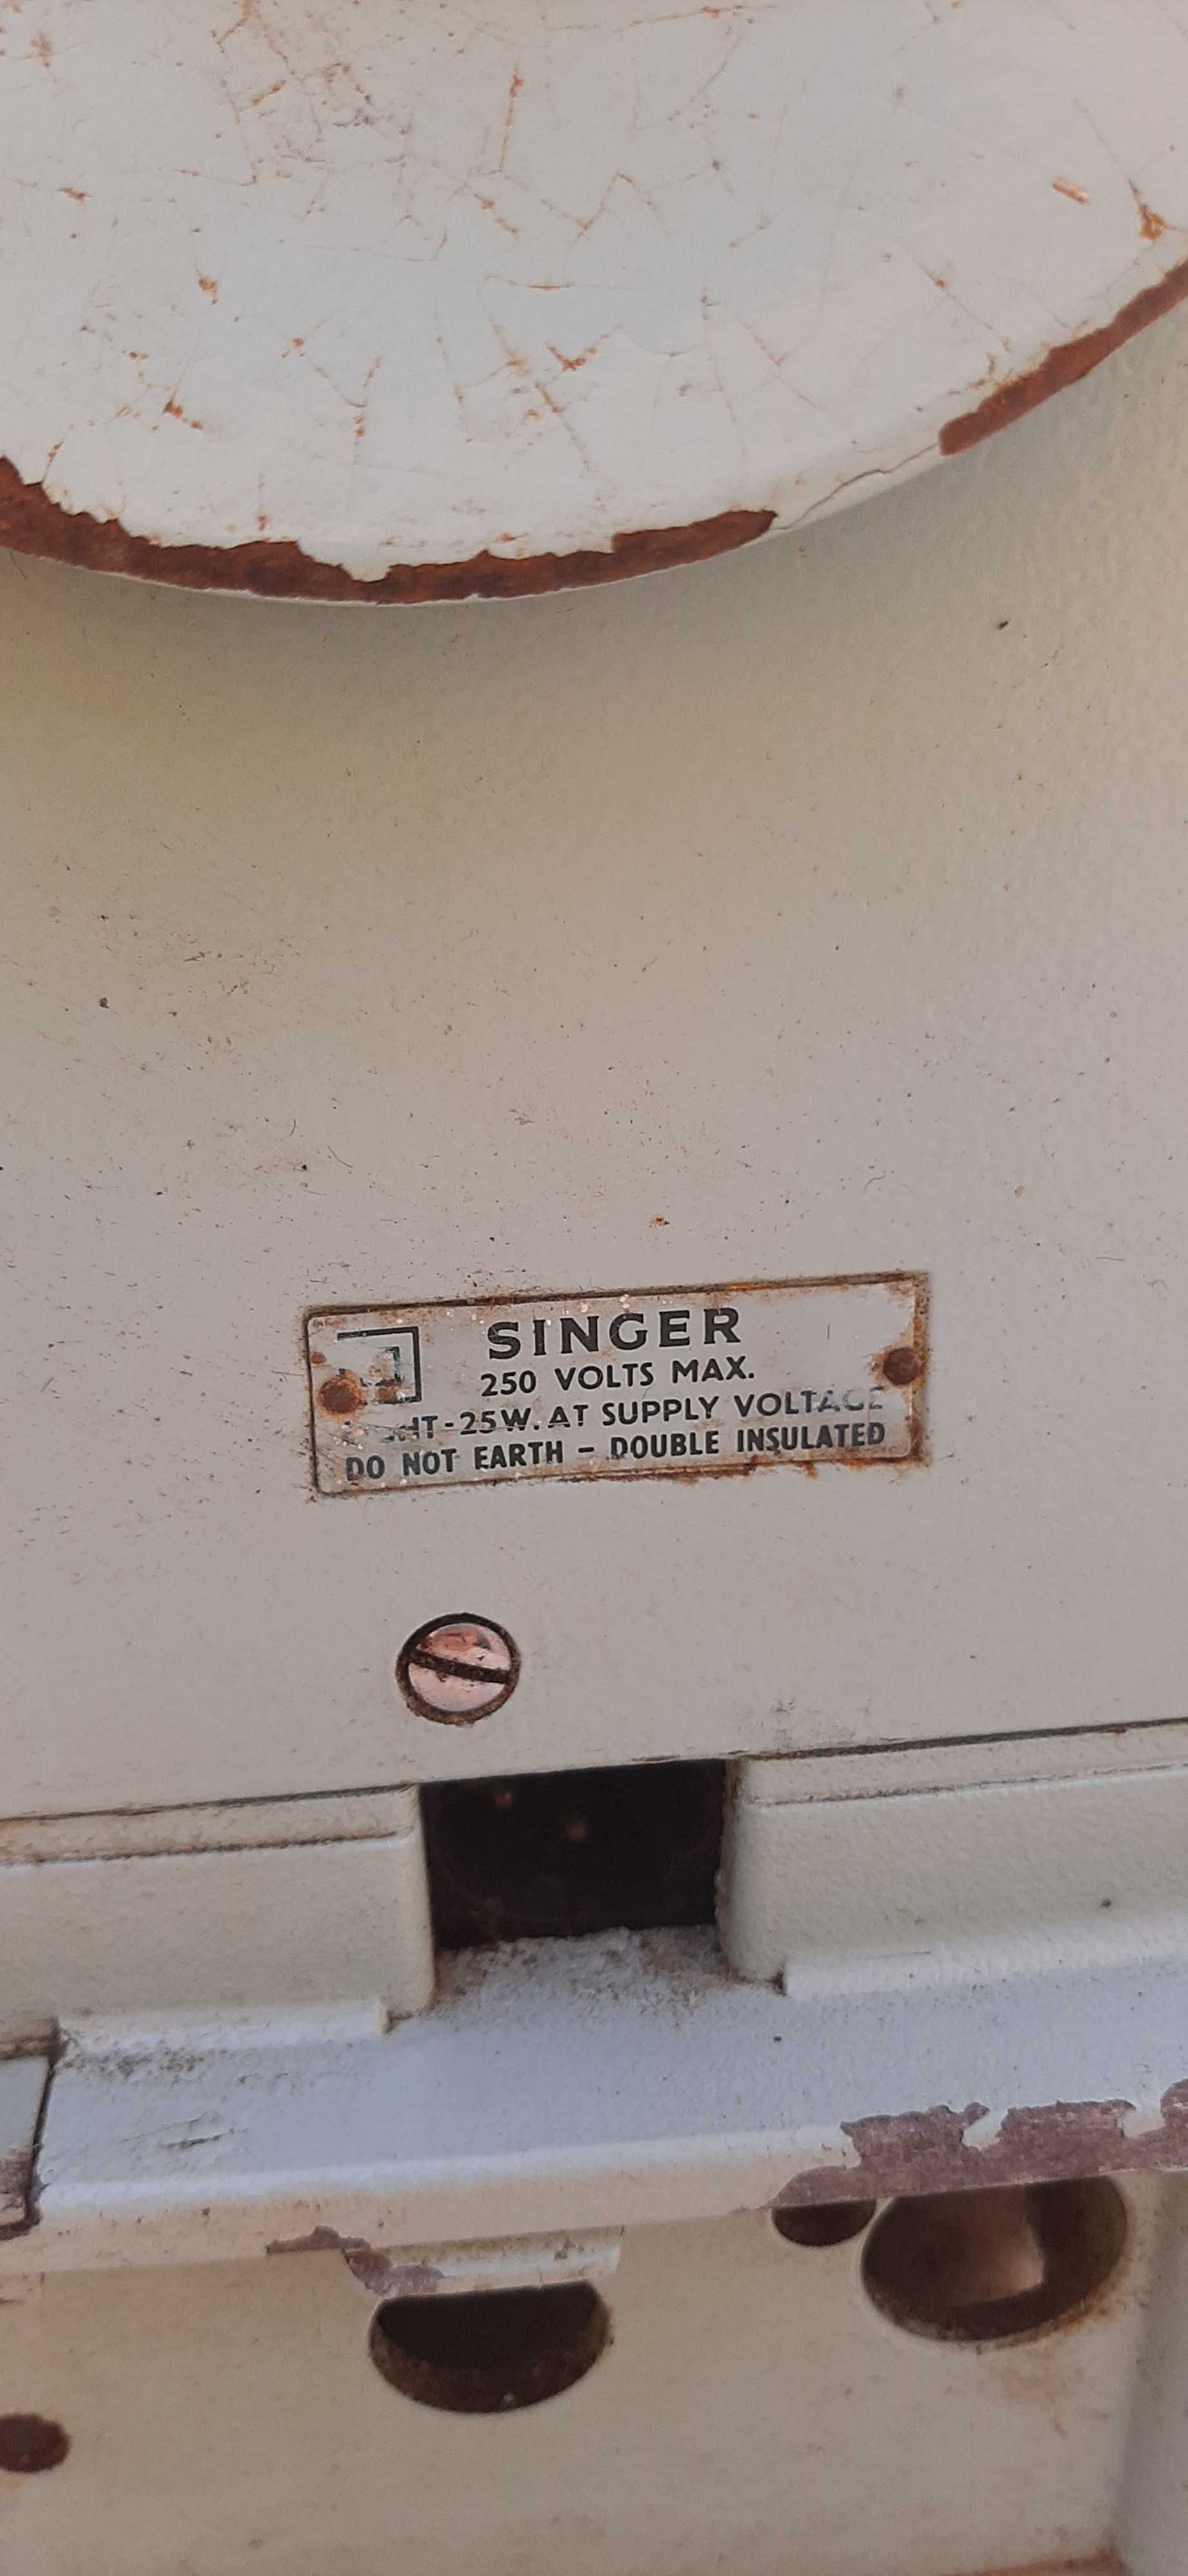 SINGER
250 VOLTS MAX.
25W. AT SUPPLY VOLTAGE
DO NOT EARTH – DOUBLE INSULATED